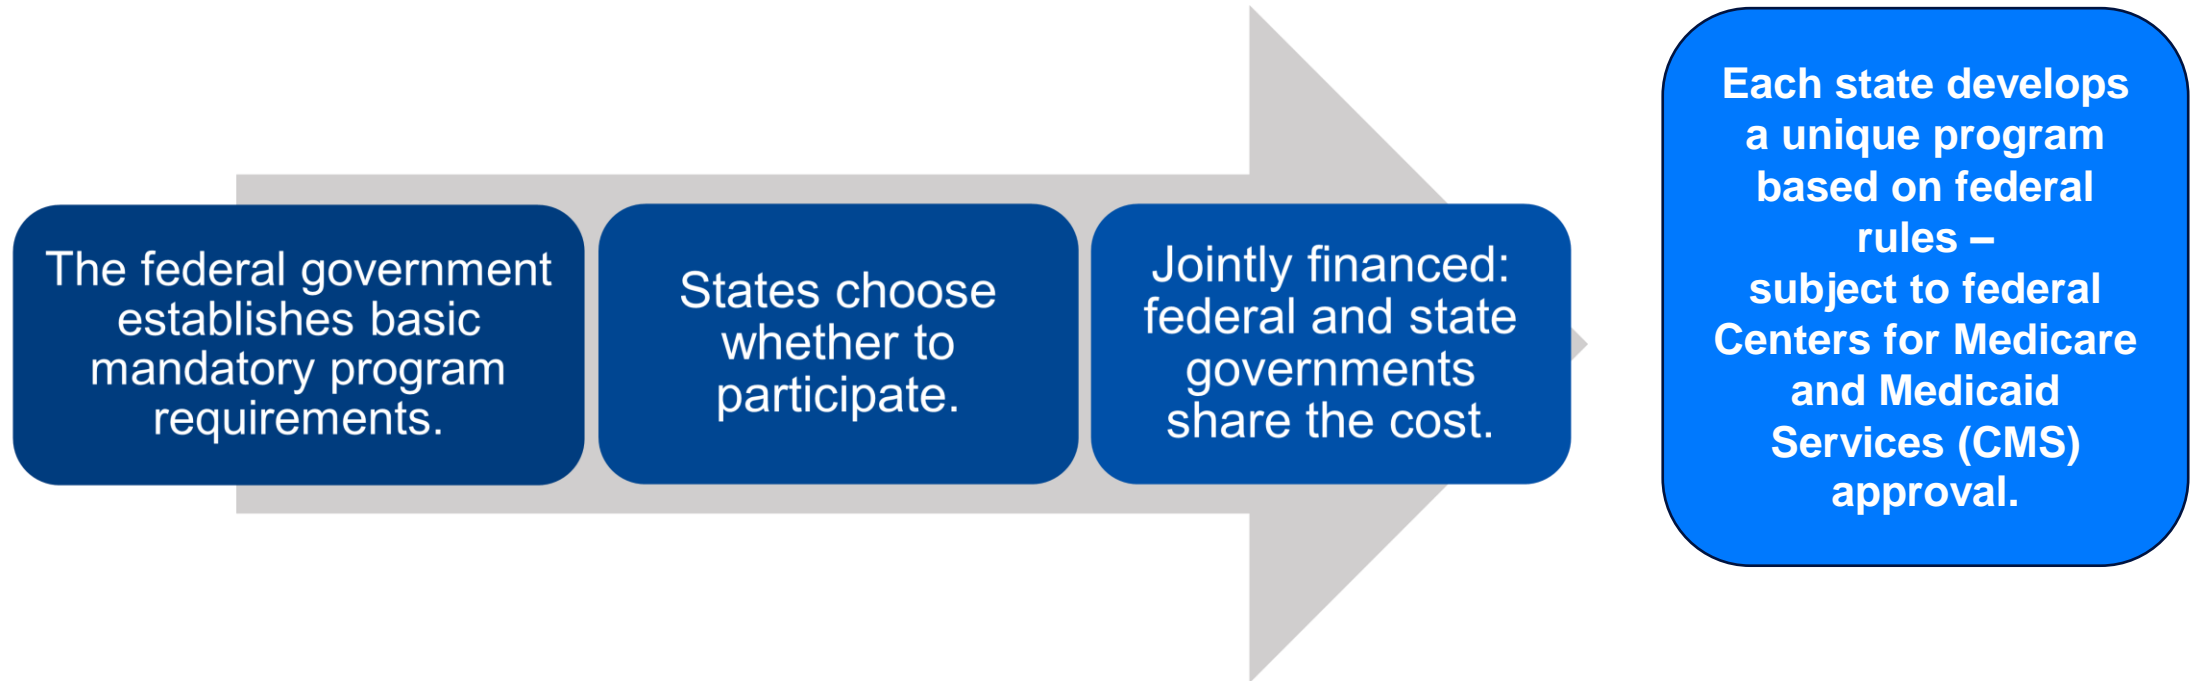 The federal government
establishes basic
mandatory program
requirements.
States choose
whether to
participate.
Jointly financed:
federal and state
governments
share the cost.
Each state develops
a unique program
based on federal
rules –
subject to federal
Centers for Medicare
and Medicaid
Services (CMS)
approval.